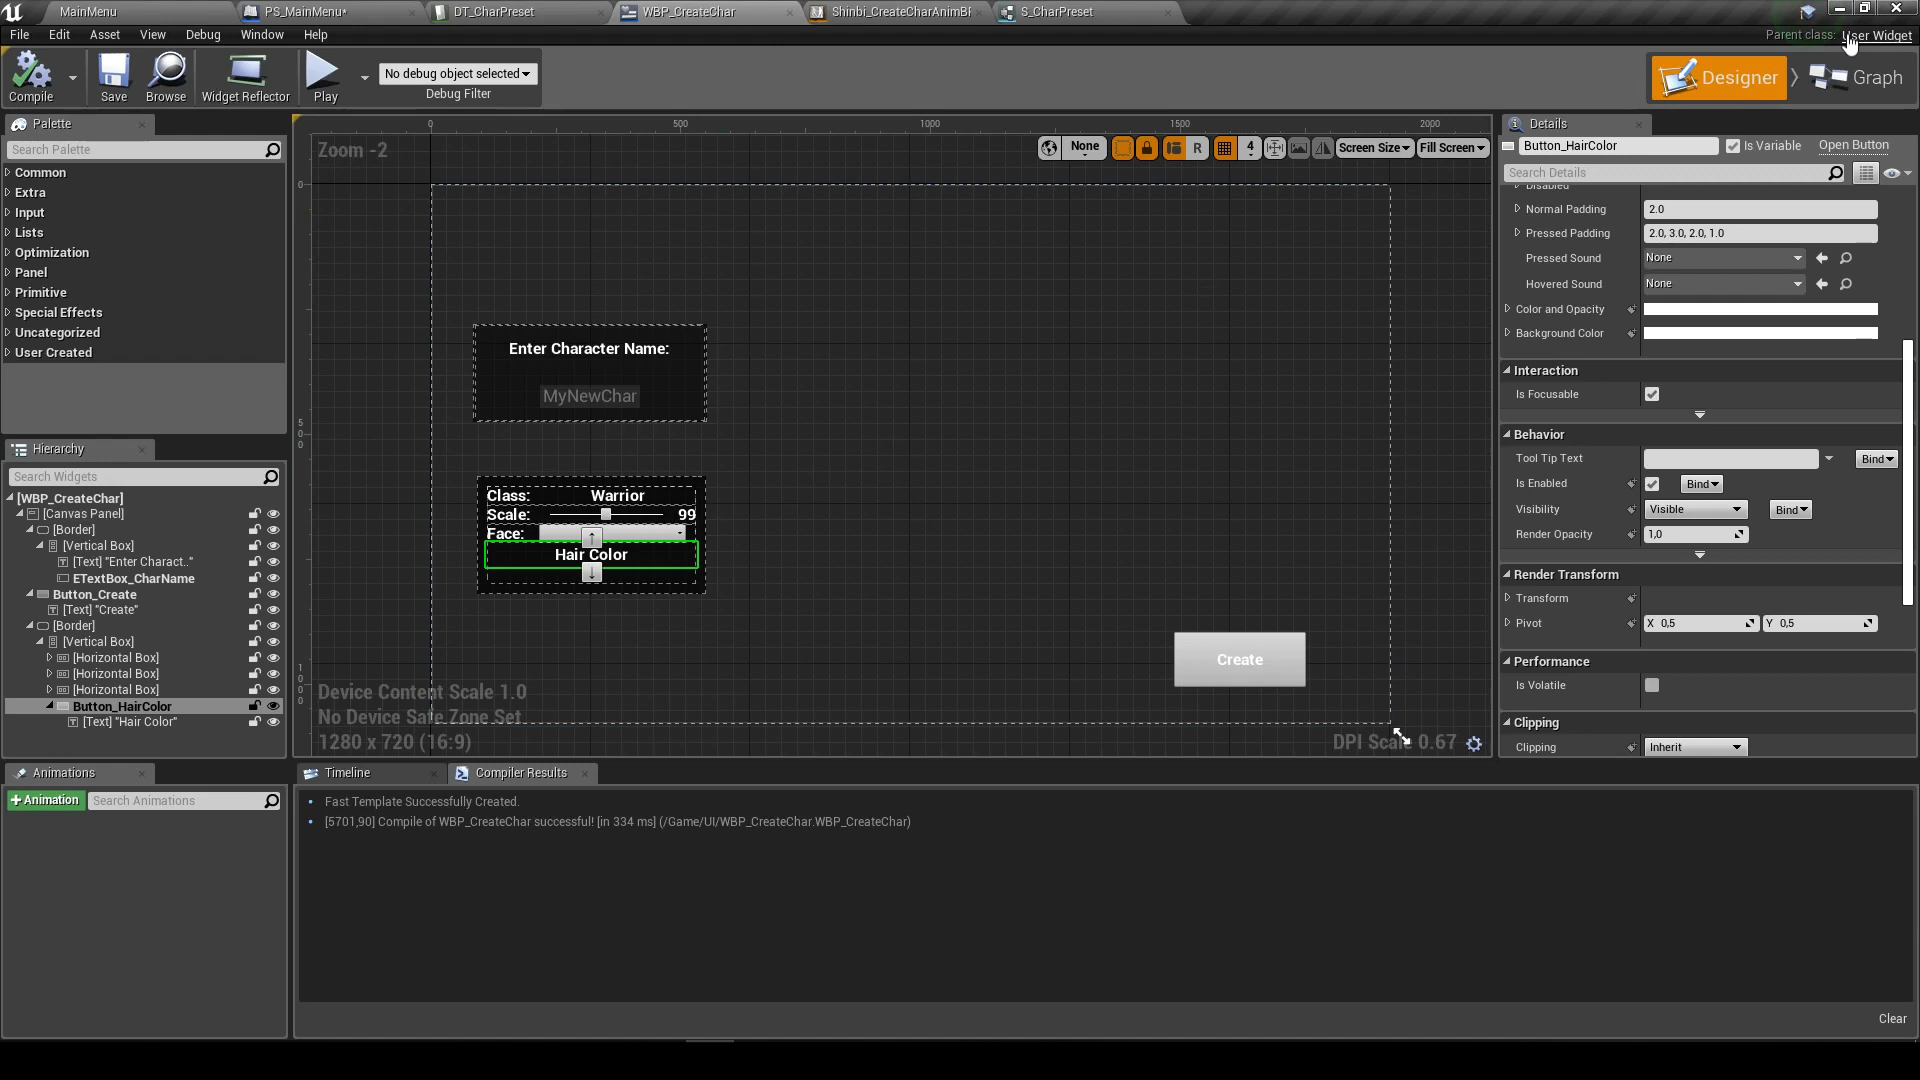 MainMenu
PS_MainMenu*
DT_CharPreset
WBP_CreateChar
Shinbi_CreateCharAnimBI
S_CharPreset
File Edit Asset View Debug Window Help
Parent class: User Widget
Compile
Save
Browse
Widget Reflector
Play
No debug object selected
Debug Filter
Designer
Graph
Palette
Search Palette
Common
Extra
Input
Lists
Optimization
Panel
Primitive
Special Effects
Uncategorized
User Created
Hierarchy
Search Widgets
[WBP_CreateChar]
[Canvas Panel]
[Border]
[Vertical Box]
[Text] "Enter Charact.."
ETextBox_CharName
Button_Create
[Text] "Create"
[Border]
[Vertical Box]
[Horizontal Box]
[Horizontal Box]
[Horizontal Box]
Button_HairColor
[Text] "Hair Color"
Animations
+Animation
Search Animations
0 500 1000 1500 2000
Zoom -2
None
R
4
Screen Size
Fill Screen
0
5
0
0
1
0
0
0
Enter Character Name:
MyNewChar
Class: Warrior
Scale: 99
Face:
Hair Color
Create
Device Content Scale 1.0
No Device Safe Zone Set
1280 x 720 (16:9)
DPI Scale 0.67
Details
Button_HairColor
Is Variable
Open Button
Search Details
Disabled
Normal Padding 2.0
Pressed Padding 2.0, 3.0, 2.0, 1.0
Pressed Sound None
Hovered Sound None
Color and Opacity
Background Color
Interaction
Is Focusable
Behavior
Tool Tip Text Bind
Is Enabled Bind
Visibility Visible Bind
Render Opacity 1,0
Render Transform
Transform
Pivot X 0,5 Y 0,5
Performance
Is Volatile
Clipping
Clipping Inherit
Timeline
Compiler Results
Fast Template Successfully Created.
[5701,90] Compile of WBP_CreateChar successful! [in 334 ms] (/Game/UI/WBP_CreateChar.WBP_CreateChar)
Clear